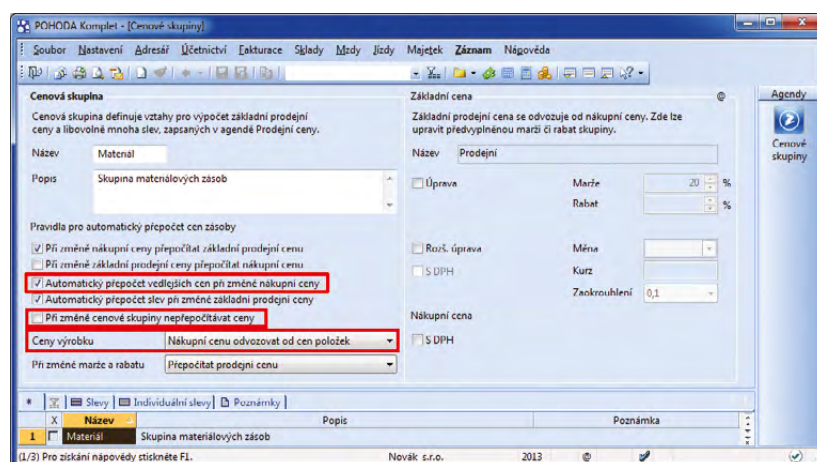 POHODA Komplet - [Cenové skupiny]
Soubor Nastavení Adresář Účetnictví Fakturace Sklady Mzdy Jízdy Majetek Záznam Nápověda
Cenová skupina
Cenová skupina definuje vztahy pro výpočet základní prodejní
ceny a libovolně mnoha slev, zapsaných v agendě Prodejní ceny.
Název Materiál
Popis Skupina materiálových zásob
Pravidla pro automatický přepočet cen zásoby
Při změně nákupní ceny přepočítat základní prodejní cenu
Při změně základní prodejní ceny přepočítat nákupní cenu
Automatický přepočet vedlejších cen při změně nákupní ceny
Automatický přepočet slev při změně základní prodejní ceny
Při změně cenové skupiny nepřepočítávat ceny
Ceny výrobku Nákupní cenu odvozovat od cen položek
Při změně marže a rabatu Přepočítat prodejní cenu
Základní cena @
Základní prodejní cena se odvozuje od nákupní ceny. Zde lze
upravit předvyplněnou marži či rabat skupiny.
Název Prodejní
Úprava Marže 20 %
Rabat %
Rozš. úprava Měna
S DPH Kurz
Zaokrouhlení 0,1
Nákupní cena
S DPH
Agendy
Cenové
skupiny
* Slevy Individuální slevy Poznámky
X Název Popis Poznámka
1 Materiál Skupina materiálových zásob
(1/3) Pro získání nápovědy stiskněte F1. Novák s.r.o. 2013 @